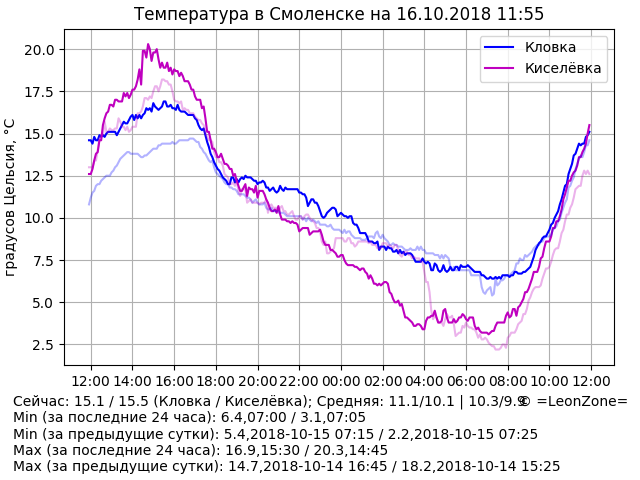 Температура в Смоленске на 16.10.2018 11:55
Кловка
Киселёвка
градусов Цельсия, °C
20.0
17.5
15.0
12.5
10.0
7.5
5.0
2.5
12:00 14:00 16:00 18:00 20:00 22:00 00:00 02:00 04:00 06:00 08:00 10:00 12:00
Сейчас: 15.1 / 15.5 (Кловка / Киселёвка); Средняя: 11.1/10.1 | 10.3/9.9 © =LeonZone=
Min (за последние 24 часа): 6.4,07:00 / 3.1,07:05
Min (за предыдущие сутки): 5.4,2018-10-15 07:15 / 2.2,2018-10-15 07:25
Max (за последние 24 часа): 16.9,15:30 / 20.3,14:45
Max (за предыдущие сутки): 14.7,2018-10-14 16:45 / 18.2,2018-10-14 15:25